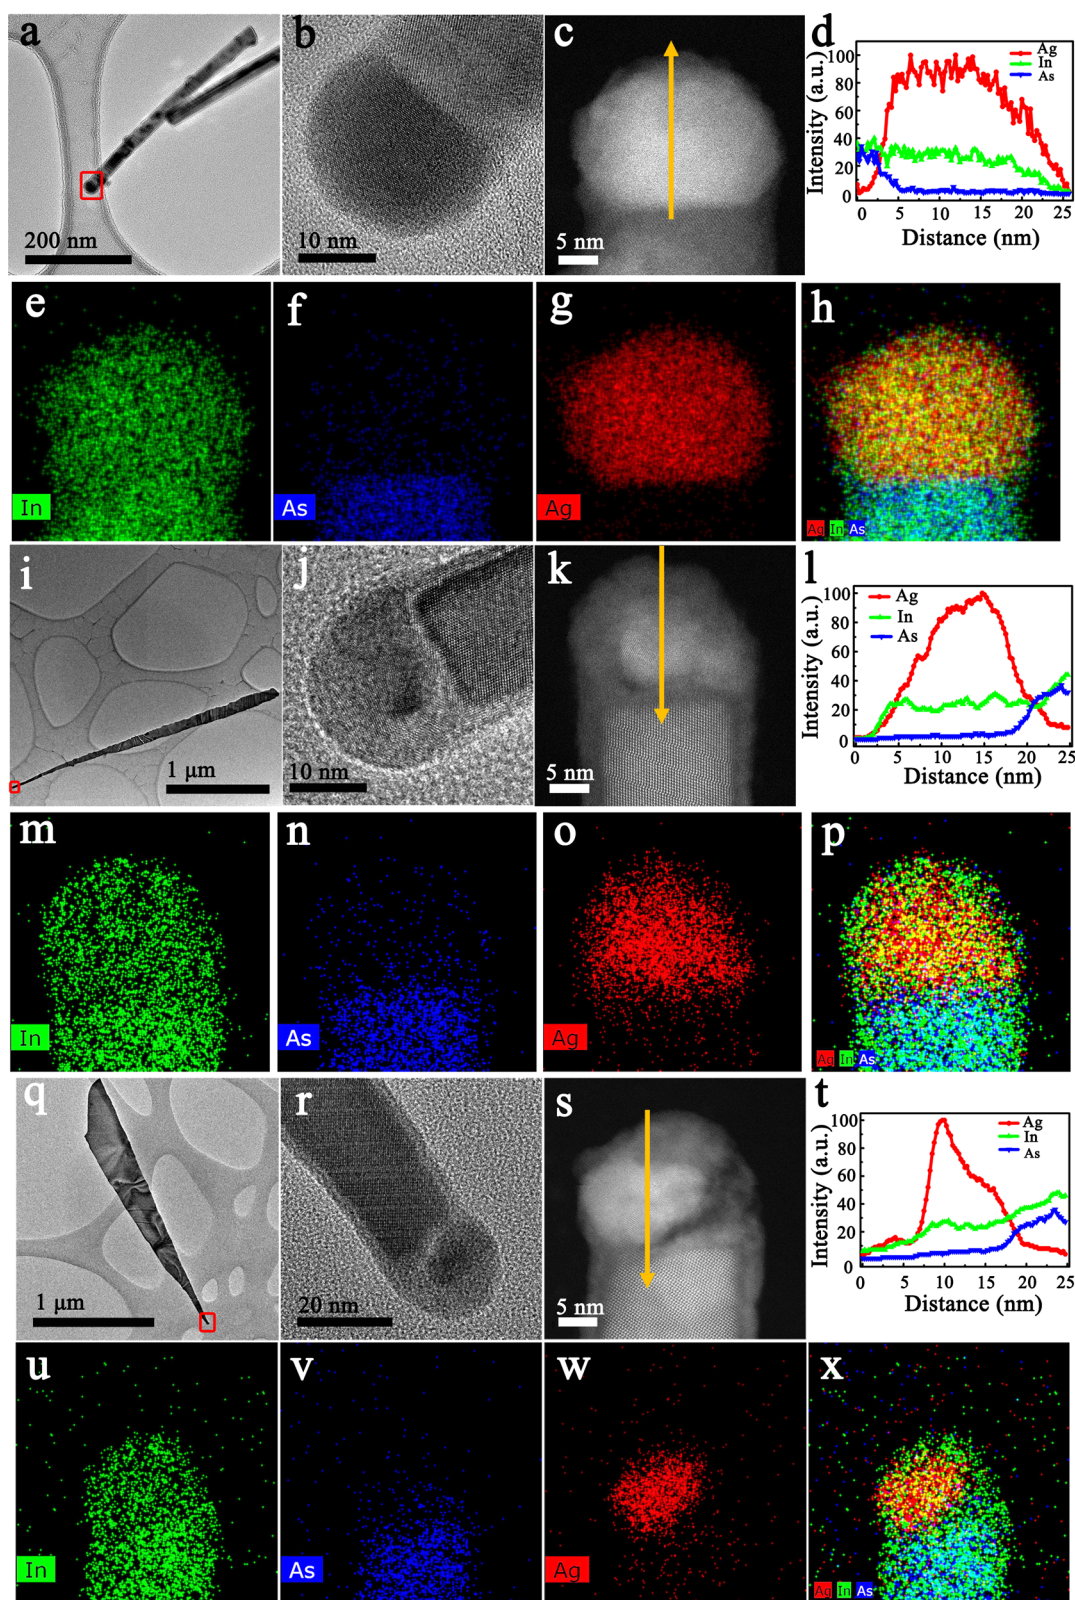 a
200 nm
b
10 nm
c
5 nm
d
Intensity (a.u.)
100
80
60
40
20
0
Ag
In
As
0 5 10 15 20 25
Distance (nm)
e
In
f
As
g
Ag
h
Ag In As
i
1 μm
j
10 nm
k
5 nm
l
Intensity (a.u.)
100
80
60
40
20
0
Ag
In
As
0 5 10 15 20 25
Distance (nm)
m
In
n
As
o
Ag
p
Ag In As
q
1 μm
r
20 nm
s
5 nm
t
Intensity (a.u.)
100
80
60
40
20
0
Ag
In
As
0 5 10 15 20 25
Distance (nm)
u
In
v
As
w
Ag
x
Ag In As